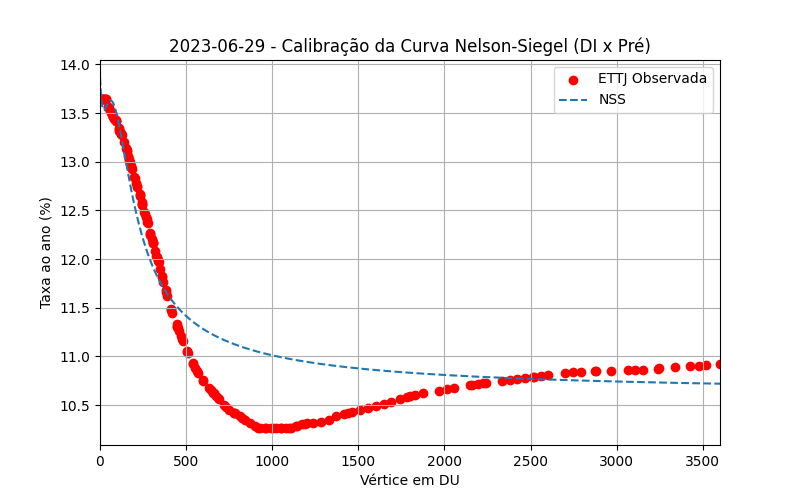 2023-06-29 - Calibração da Curva Nelson-Siegel (DI x Pré)
ETTJ Observada
NSS
Taxa ao ano (%)
14.0
13.5
13.0
12.5
12.0
11.5
11.0
10.5
0 500 1000 1500 2000 2500 3000 3500
Vértice em DU